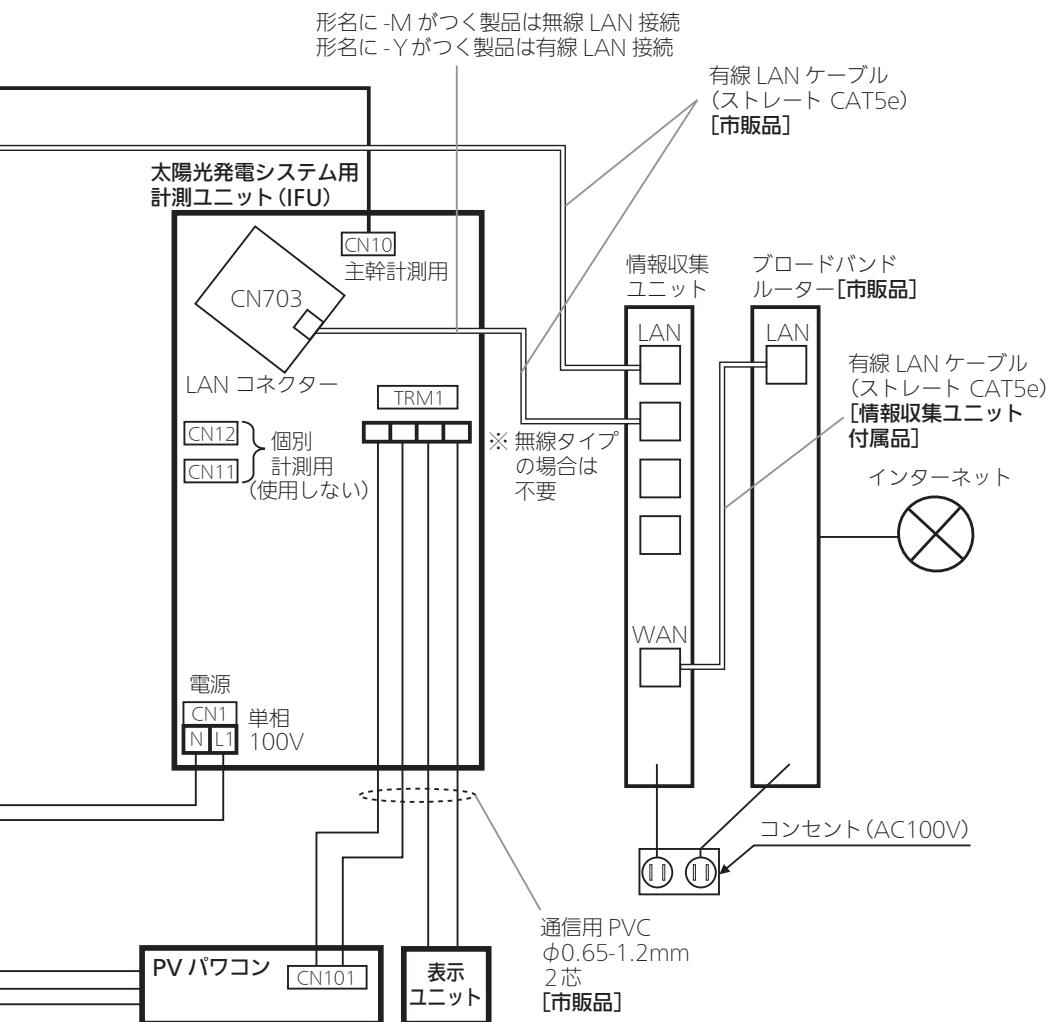 形名に -M がつく製品は無線 LAN 接続
形名に -Y がつく製品は有線 LAN 接続
有線 LAN ケーブル
(ストレート CAT5e)
[市販品]
太陽光発電システム用
計測ユニット(IFU)
CN10
主幹計測用
CN703
LAN コネクター
TRM1
CN12
CN11
個別
計測用
(使用しない)
※ 無線タイプ
の場合は
不要
情報収集
ユニット
LAN
WAN
ブロードバンド
ルーター[市販品]
LAN
有線 LAN ケーブル
(ストレート CAT5e)
[情報収集ユニット
付属品]
インターネット
電源
CN1
N L1
単相
100V
コンセント(AC100V)
通信用 PVC
φ0.65-1.2mm
2芯
[市販品]
PV パワコン
CN101
表示
ユニット